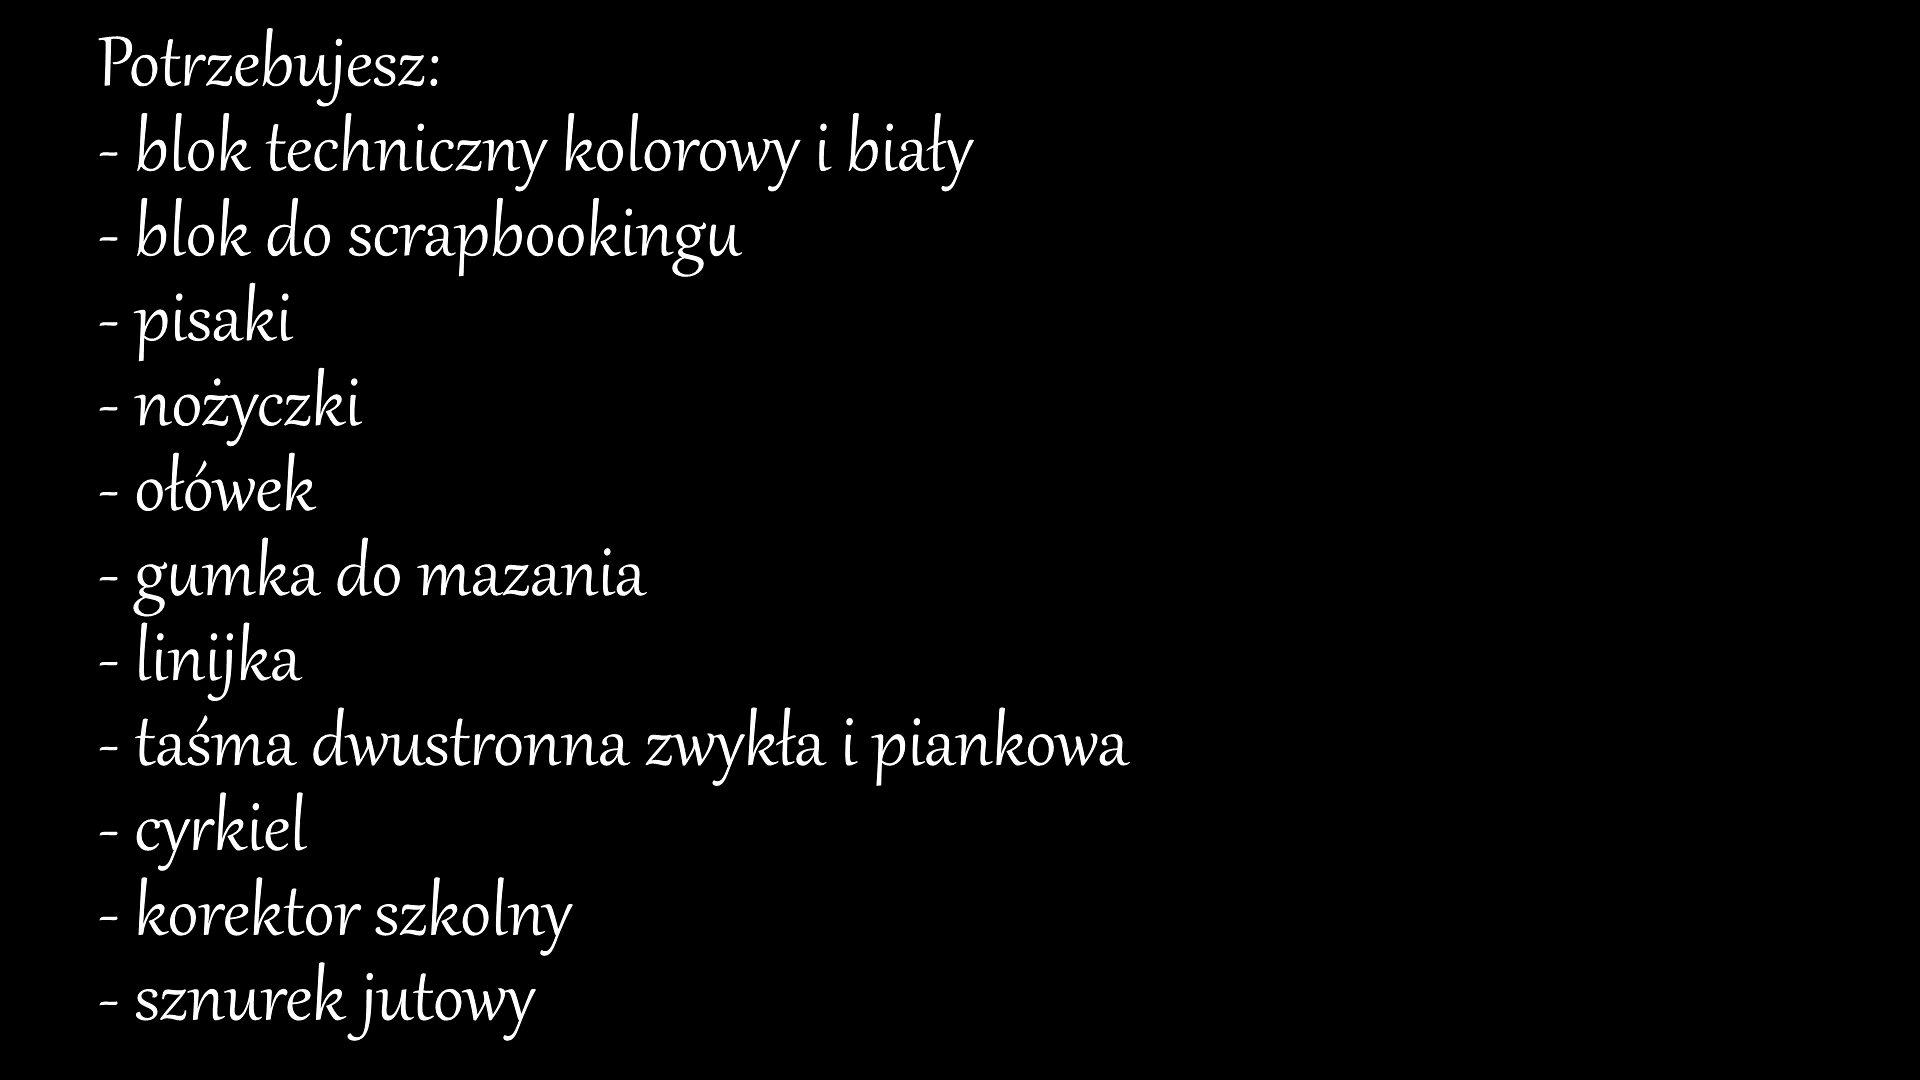 Potrzebujesz:
- blok techniczny kolorowy i biały
- blok do scrapbookingu
- pisaki
- nożyczki
- ołówek
- gumka do mazania
- linijka
- taśma dwustronna zwykła i piankowa
- cyrkiel
- korektor szkolny
- sznurek jutowy